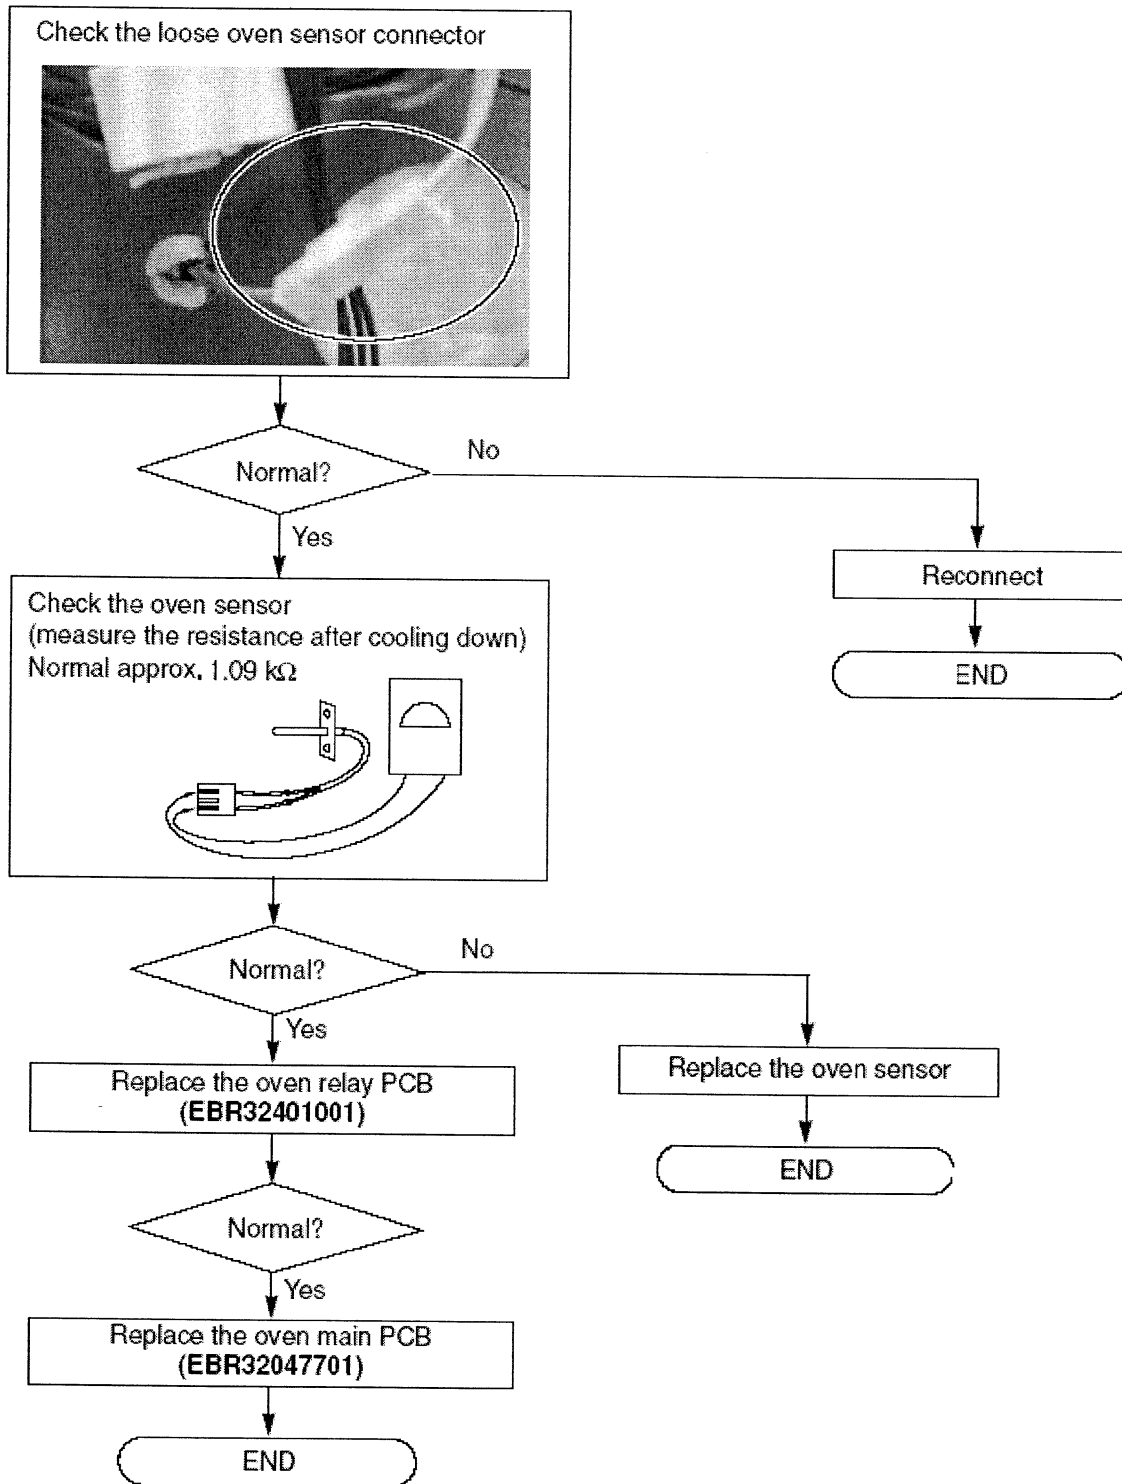 Check the loose oven sensor connector
Normal?
No
Yes
Reconnect
END
Check the oven sensor
(measure the resistance after cooling down)
Normal approx. 1.09 kΩ
Normal?
No
Yes
Replace the oven sensor
END
Replace the oven relay PCB
(EBR32401001)
Normal?
Yes
Replace the oven main PCB
(EBR32047701)
END